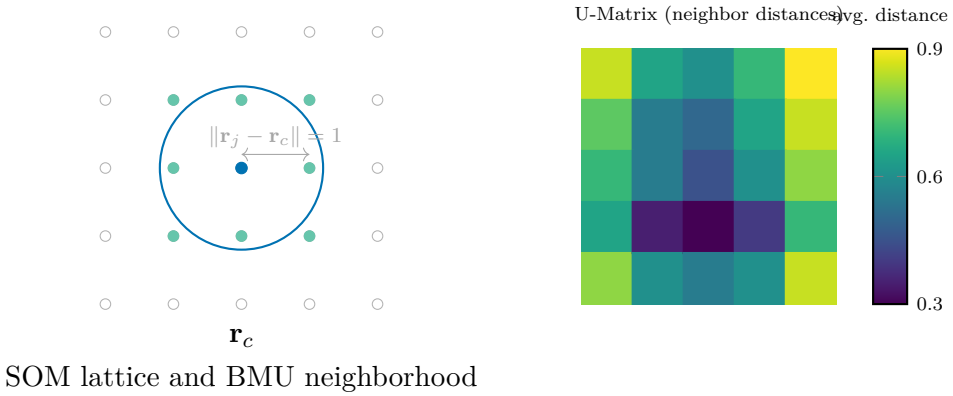 ‖r_j − r_c‖ = 1
r_c
SOM lattice and BMU neighborhood
U-Matrix (neighbor distances)
avg. distance
0.9
0.6
0.3